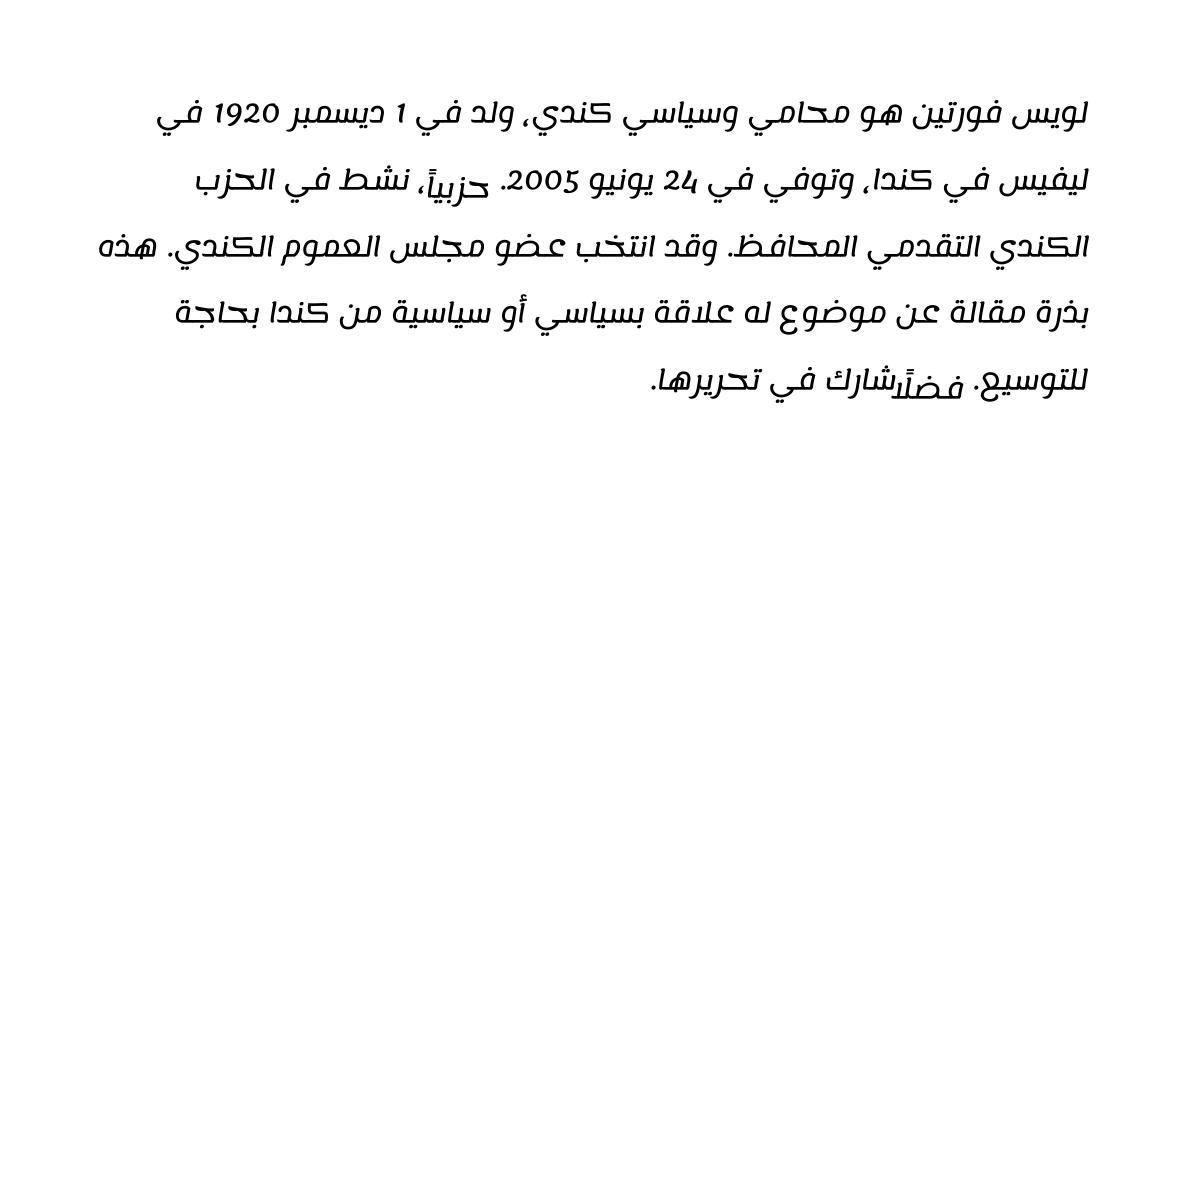 لويس فورتين هو محامي وسياسي كندي، ولد في 1 ديسمبر 1920 في
ليفيس في كندا، وتوفي في 24 يونيو 2005. حزبياً، نشط في الحزب
الكندي التقدمي المحافظ. وقد انتخب عضو مجلس العموم الكندي. هذه
بذرة مقالة عن موضوع له علاقة بسياسي أو سياسية من كندا بحاجة
للتوسيع. فضلًاشارك في تحريرها.